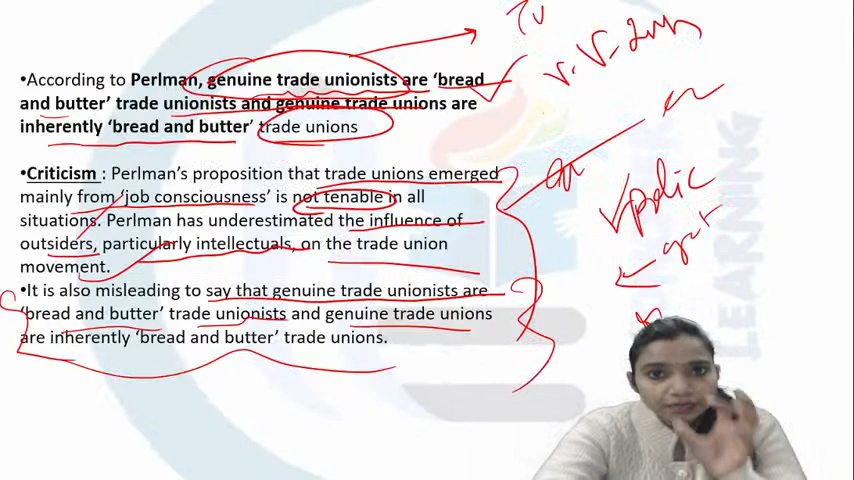 •According to Perlman, genuine trade unionists are ‘bread
and butter’ trade unionists and genuine trade unions are
inherently ‘bread and butter’ trade unions
•Criticism : Perlman’s proposition that trade unions emerged
mainly from ‘job consciousness’ is not tenable in all
situations. Perlman has underestimated the influence of
outsiders, particularly intellectuals, on the trade union
movement.
•It is also misleading to say that genuine trade unionists are
‘bread and butter’ trade unionists and genuine trade unions
are inherently ‘bread and butter’ trade unions.
TU
LEARNING